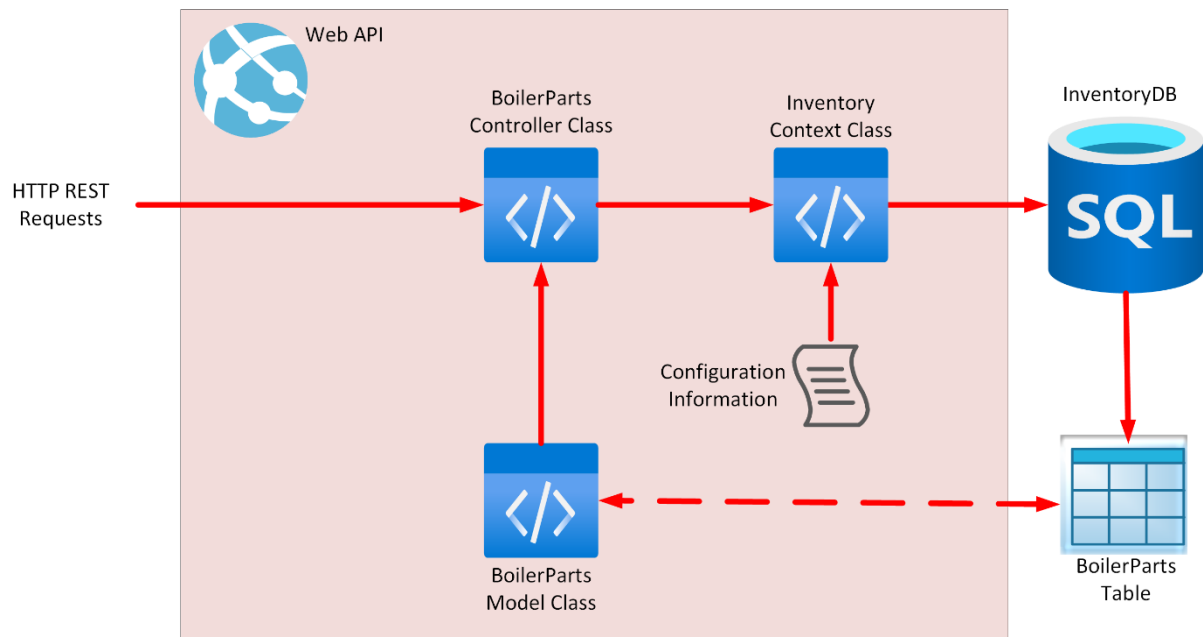 Web API
BoilerParts
Controller Class
Inventory
Context Class
InventoryDB
HTTP REST
Requests
SQL
Configuration
Information
BoilerParts
Model Class
BoilerParts
Table